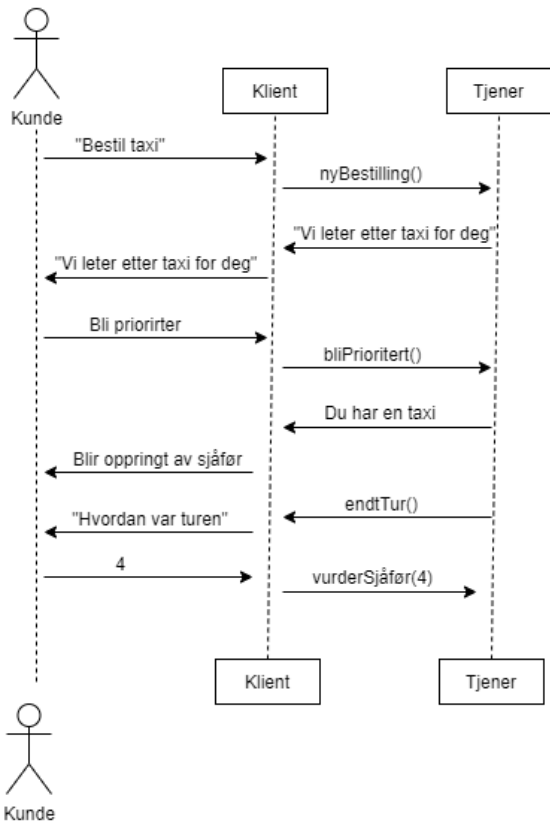 Kunde
Klient
Tjener
"Bestil taxi"
nyBestilling()
"Vi leter etter taxi for deg"
"Vi leter etter taxi for deg"
Bli priorirter
bliPrioritert()
Du har en taxi
Blir oppringt av sjåfør
endtTur()
"Hvordan var turen"
4
vurderSjåfør(4)
Klient
Tjener
Kunde